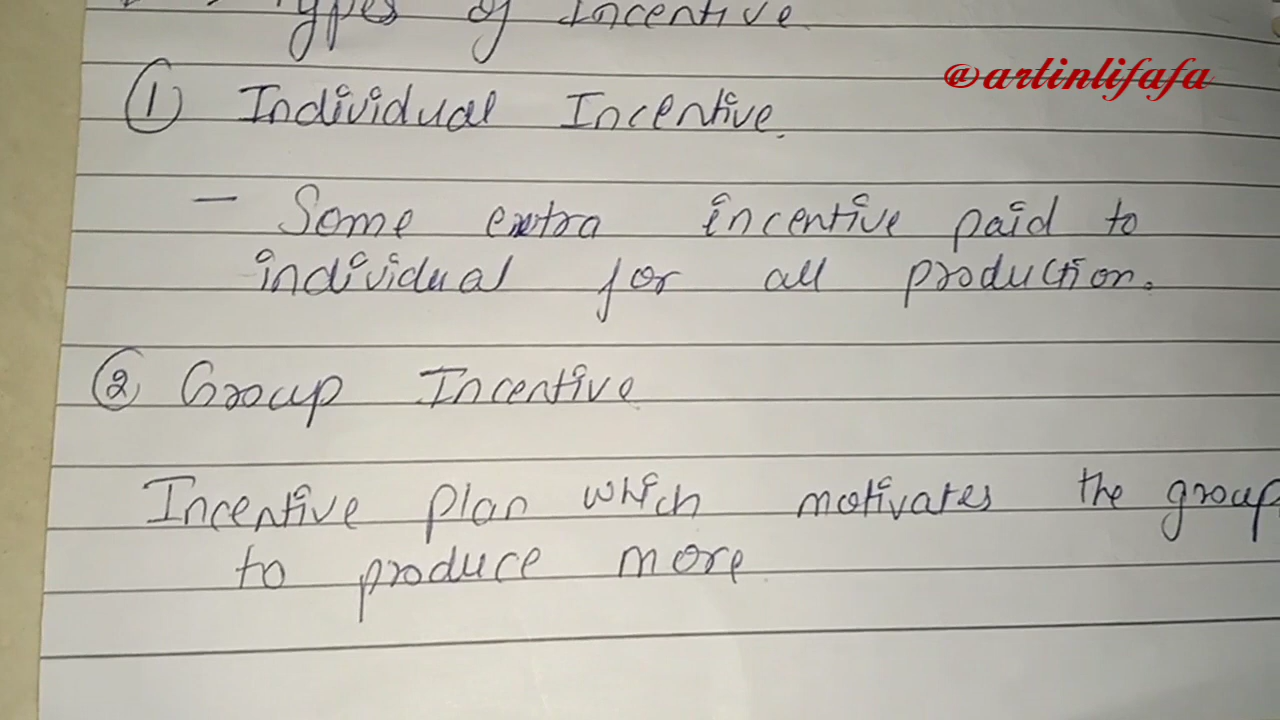 Types of Incentive
@artinlifafa
① Individual Incentive.
- Some extra incentive paid to
individual for all production.
② Group Incentive
Incentive plan which motivates the group
to produce more